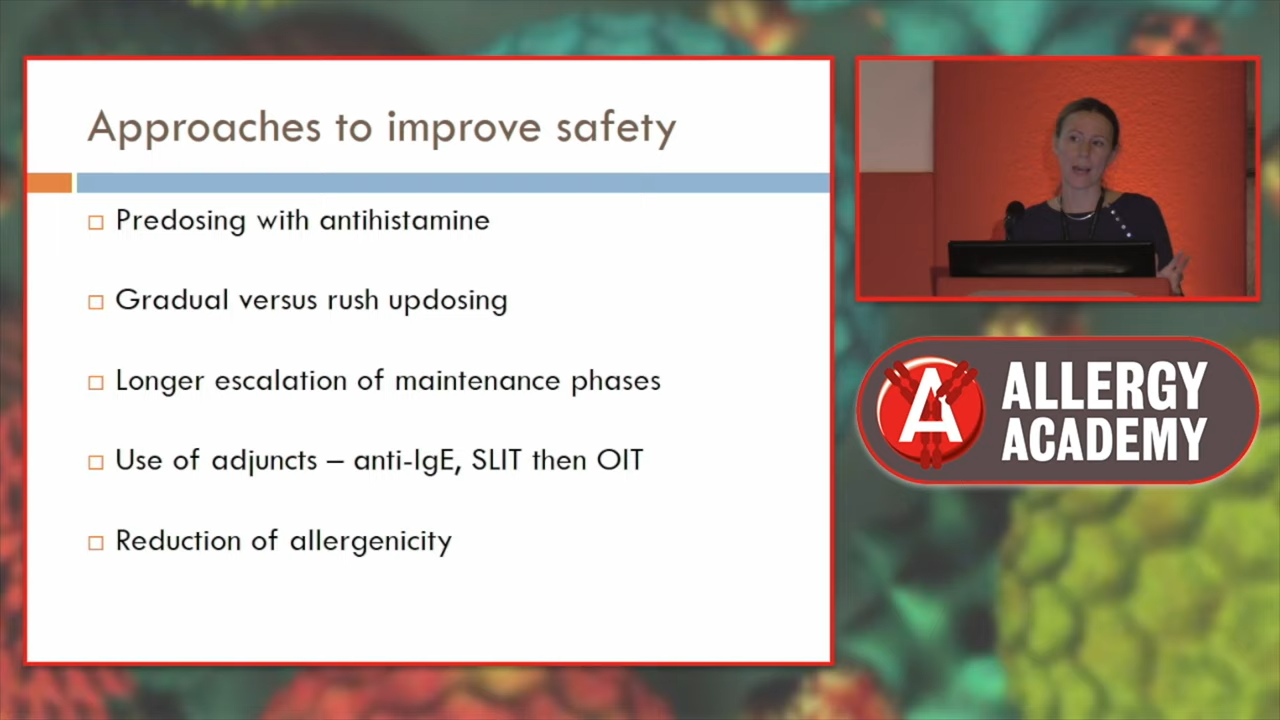 Approaches to improve safety
Predosing with antihistamine
Gradual versus rush updosing
Longer escalation of maintenance phases
Use of adjuncts – anti-IgE, SLIT then OIT
Reduction of allergenicity
A
ALLERGY
ACADEMY